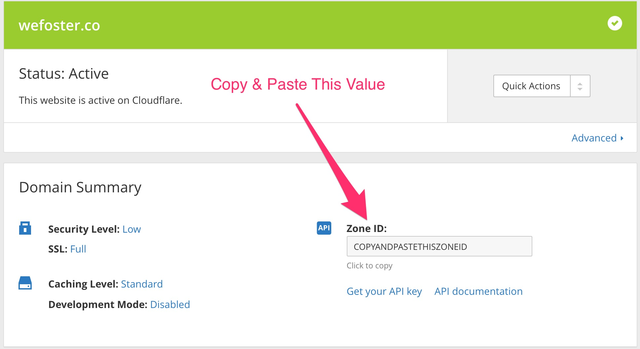 wefoster.co
Status: Active
This website is active on Cloudflare.
Copy & Paste This Value
Quick Actions
Advanced
Domain Summary
Security Level: Low
SSL: Full
Caching Level: Standard
Development Mode: Disabled
API
Zone ID:
COPYANDPASTETHISZONEID
Click to copy
Get your API key API documentation